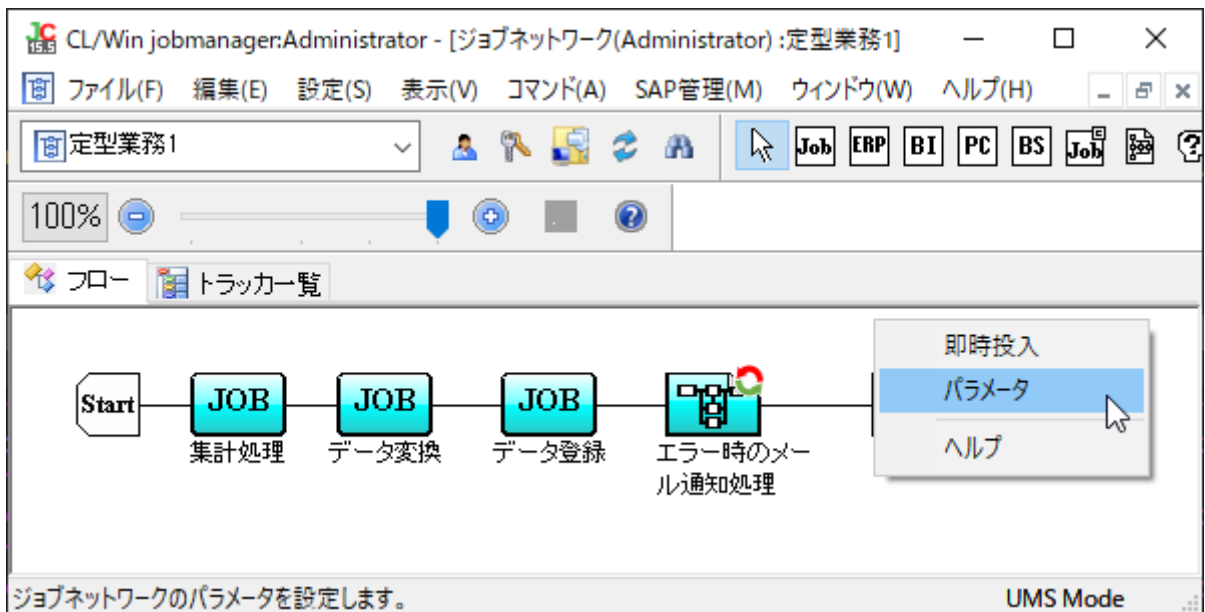 JC
15.5
CL/Win jobmanager:Administrator - [ジョブネットワーク(Administrator) :定型業務1]
ファイル(F) 編集(E) 設定(S) 表示(V) コマンド(A) SAP管理(M) ウィンドウ(W) ヘルプ(H)
定型業務1
Job ERP BI PC BS Job
100%
フロー トラッカ一覧
即時投入
パラメータ
ヘルプ
Start JOB JOB JOB
集計処理 データ変換 データ登録 エラー時のメー
ル通知処理
ジョブネットワークのパラメータを設定します。 UMS Mode